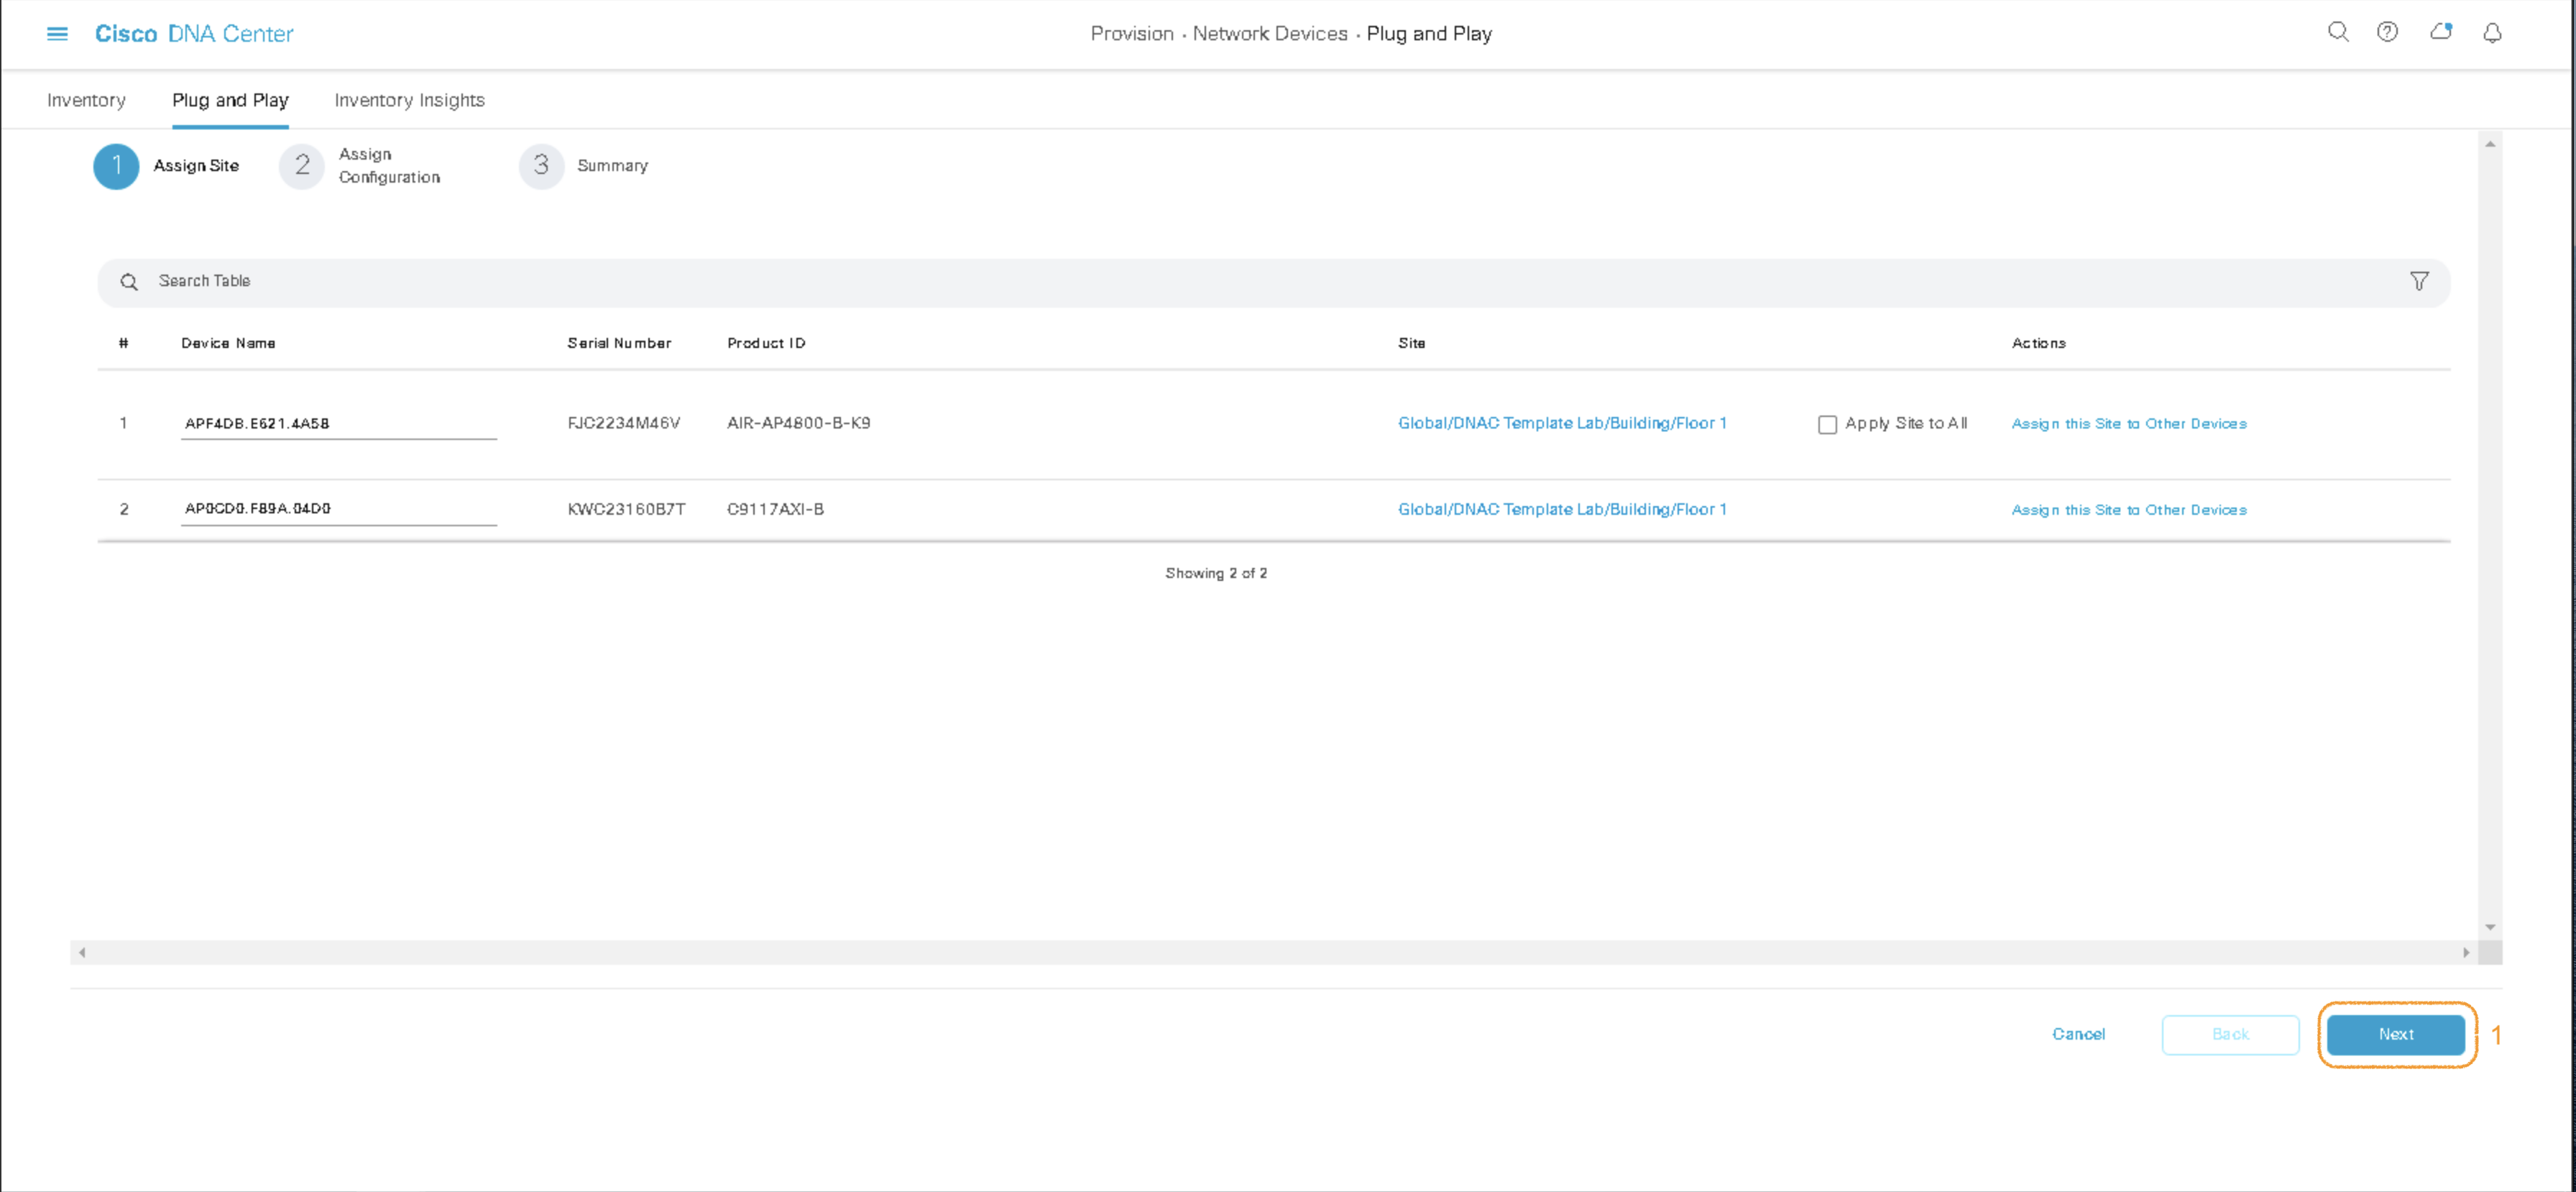 Cisco DNA Center
Provision · Network Devices · Plug and Play
Inventory Plug and Play Inventory Insights
1 Assign Site 2 Assign Configuration 3 Summary
Search Table
# Device Name Serial Number Product ID Site Actions
1 APF4DB.E621.4A58 FJC2234M46V AIR-AP4800-B-K9 Global/DNAC Template Lab/Building/Floor 1 Apply Site to All Assign this Site to Other Devices
2 AP0CD0.F89A.04D0 KWC23160B7T C9117AXI-B Global/DNAC Template Lab/Building/Floor 1 Assign this Site to Other Devices
Showing 2 of 2
Cancel Back Next 1